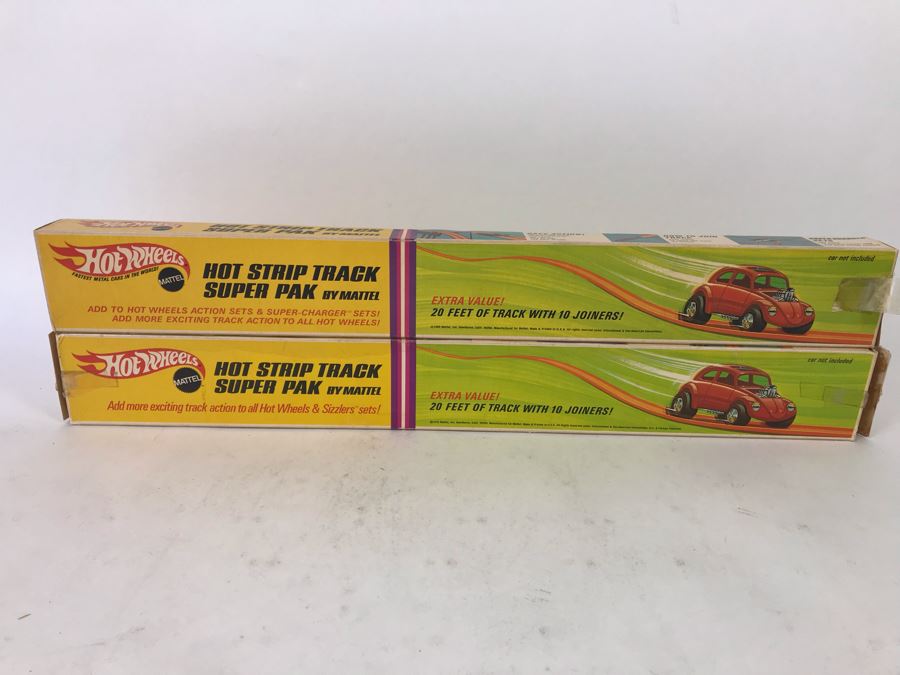 HOT WHEELS
FASTEST METAL CARS IN THE WORLD!
MATTEL
HOT STRIP TRACK
SUPER PAK BY MATTEL
ADD TO HOT WHEELS ACTION SETS & SUPER-CHARGER™ SETS!
ADD MORE EXCITING TRACK ACTION TO ALL HOT WHEELS!
car not included
EXTRA VALUE!
20 FEET OF TRACK WITH 10 JOINERS!
HOT WHEELS
MATTEL
HOT STRIP TRACK
SUPER PAK BY MATTEL
Add more exciting track action to all Hot Wheels & Sizzlers™ sets!
car not included
EXTRA VALUE!
20 FEET OF TRACK WITH 10 JOINERS!